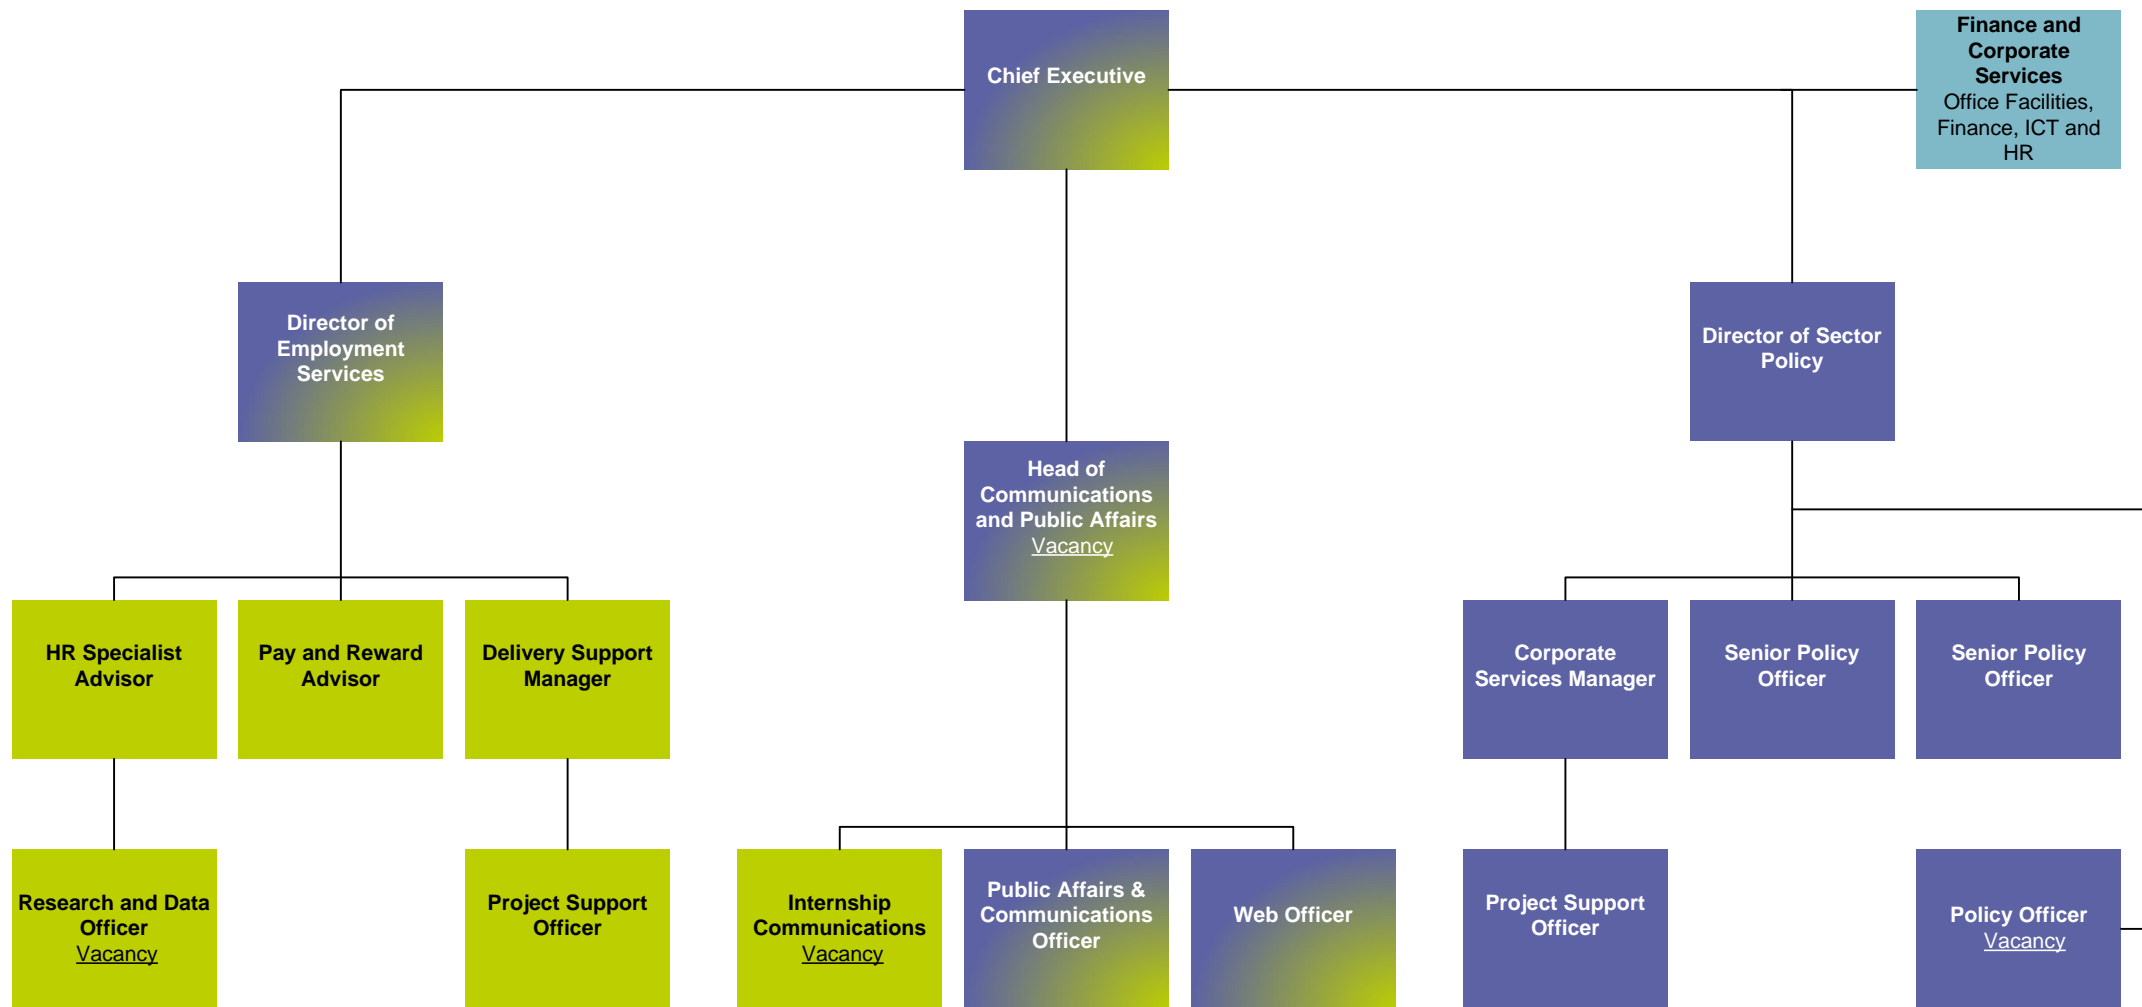 Chief Executive
Finance and
Corporate
Services
Office Facilities,
Finance, ICT and
HR
Director of
Employment
Services
Director of Sector
Policy
Head of
Communications
and Public Affairs
Vacancy
HR Specialist
Advisor
Pay and Reward
Advisor
Delivery Support
Manager
Corporate
Services Manager
Senior Policy
Officer
Senior Policy
Officer
Research and Data
Officer
Vacancy
Project Support
Officer
Internship
Communications
Vacancy
Public Affairs &
Communications
Officer
Web Officer
Project Support
Officer
Policy Officer
Vacancy